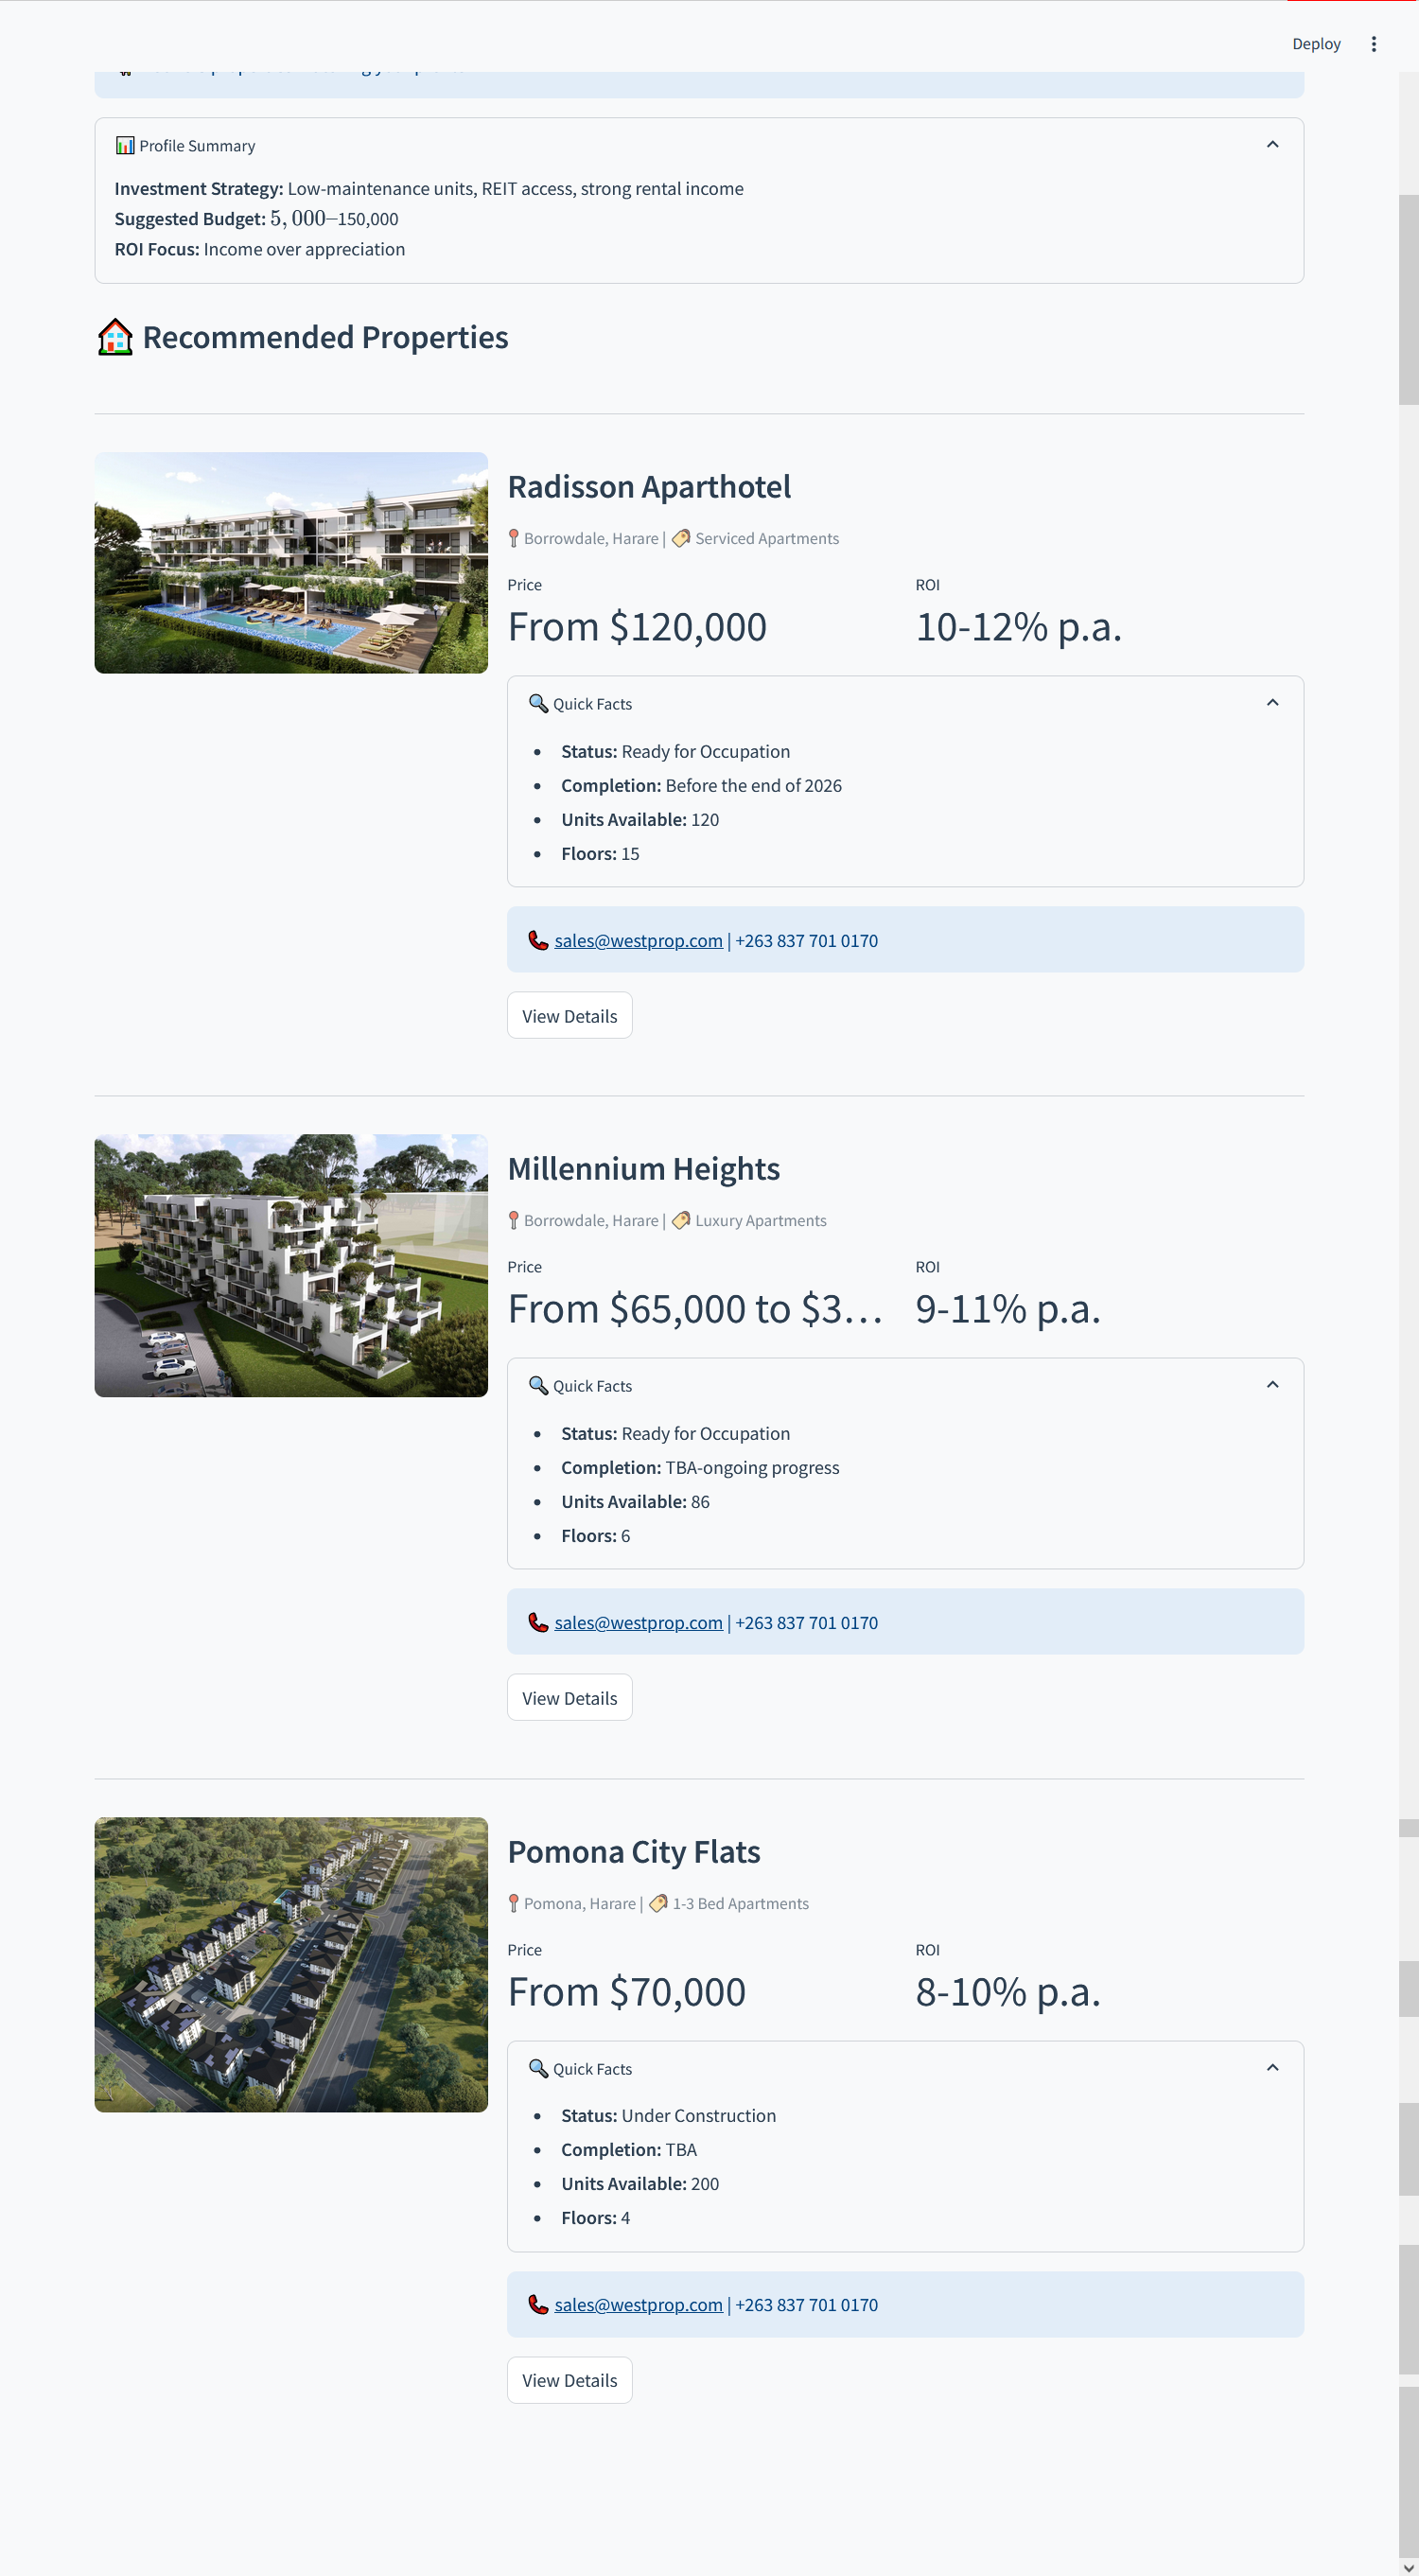 Deploy
📊 Profile Summary
Investment Strategy: Low-maintenance units, REIT access, strong rental income
Suggested Budget: 5,000–150,000
ROI Focus: Income over appreciation
🏠 Recommended Properties
Radisson Aparthotel
📍 Borrowdale, Harare | 🏷️ Serviced Apartments
Price
ROI
From $120,000
10-12% p.a.
🔍 Quick Facts
• Status: Ready for Occupation
• Completion: Before the end of 2026
• Units Available: 120
• Floors: 15
📞 sales@westprop.com | +263 837 701 0170
View Details
Millennium Heights
📍 Borrowdale, Harare | 🏷️ Luxury Apartments
Price
ROI
From $65,000 to $3...
9-11% p.a.
🔍 Quick Facts
• Status: Ready for Occupation
• Completion: TBA-ongoing progress
• Units Available: 86
• Floors: 6
📞 sales@westprop.com | +263 837 701 0170
View Details
Pomona City Flats
📍 Pomona, Harare | 🏷️ 1-3 Bed Apartments
Price
ROI
From $70,000
8-10% p.a.
🔍 Quick Facts
• Status: Under Construction
• Completion: TBA
• Units Available: 200
• Floors: 4
📞 sales@westprop.com | +263 837 701 0170
View Details